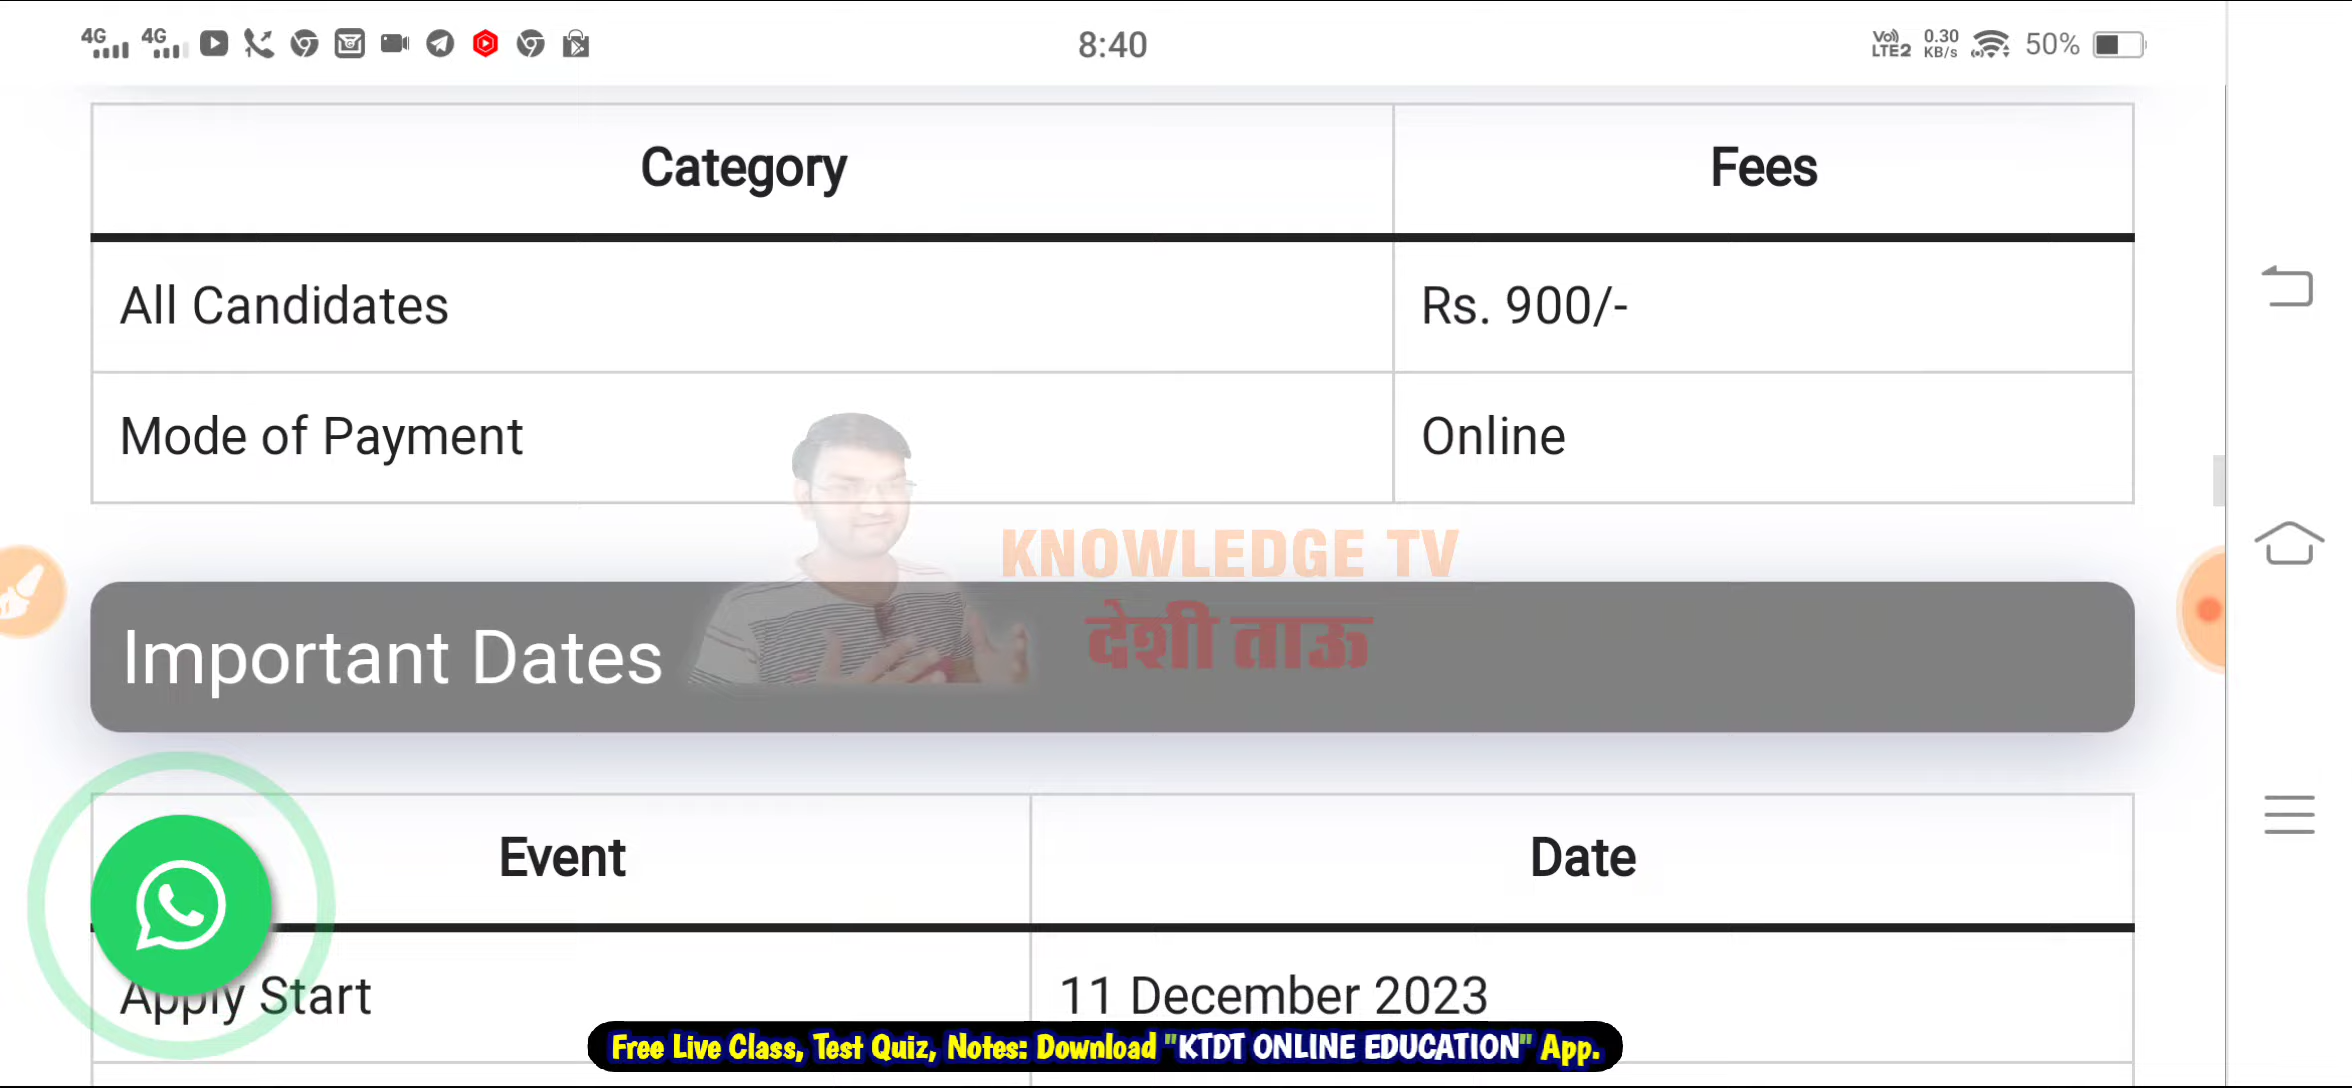 4G 4G 8:40 Vo) LTE2 0.30 KB/s 50%
Category Fees
All Candidates Rs. 900/-
Mode of Payment Online
KNOWLEDGE TV
देशी ताऊ
Important Dates
Event Date
Apply Start 11 December 2023
Free Live Class, Test Quiz, Notes: Download "KTDT ONLINE EDUCATION" App.